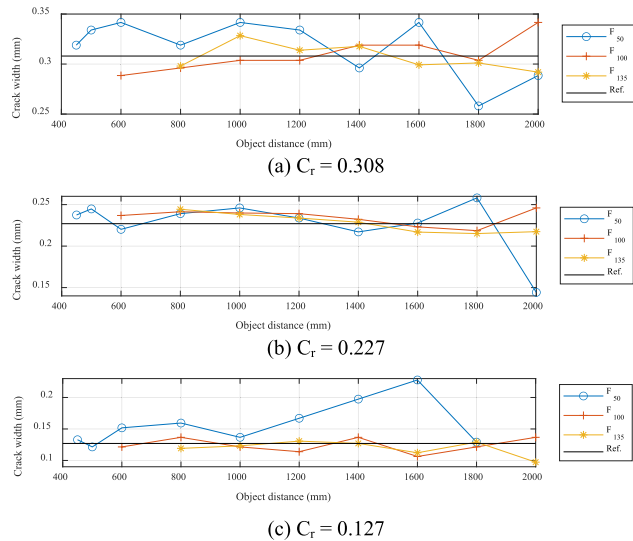 0.35
0.3
0.25
Crack width (mm)
400 600 800 1000 1200 1400 1600 1800 2000
Object distance (mm)
F 50
F 100
F 135
Ref.
(a) C_r = 0.308
0.25
0.2
0.15
Crack width (mm)
400 600 800 1000 1200 1400 1600 1800 2000
Object distance (mm)
F 50
F 100
F 135
Ref.
(b) C_r = 0.227
0.2
0.15
0.1
Crack width (mm)
400 600 800 1000 1200 1400 1600 1800 2000
Object distance (mm)
F 50
F 100
F 135
Ref.
(c) C_r = 0.127